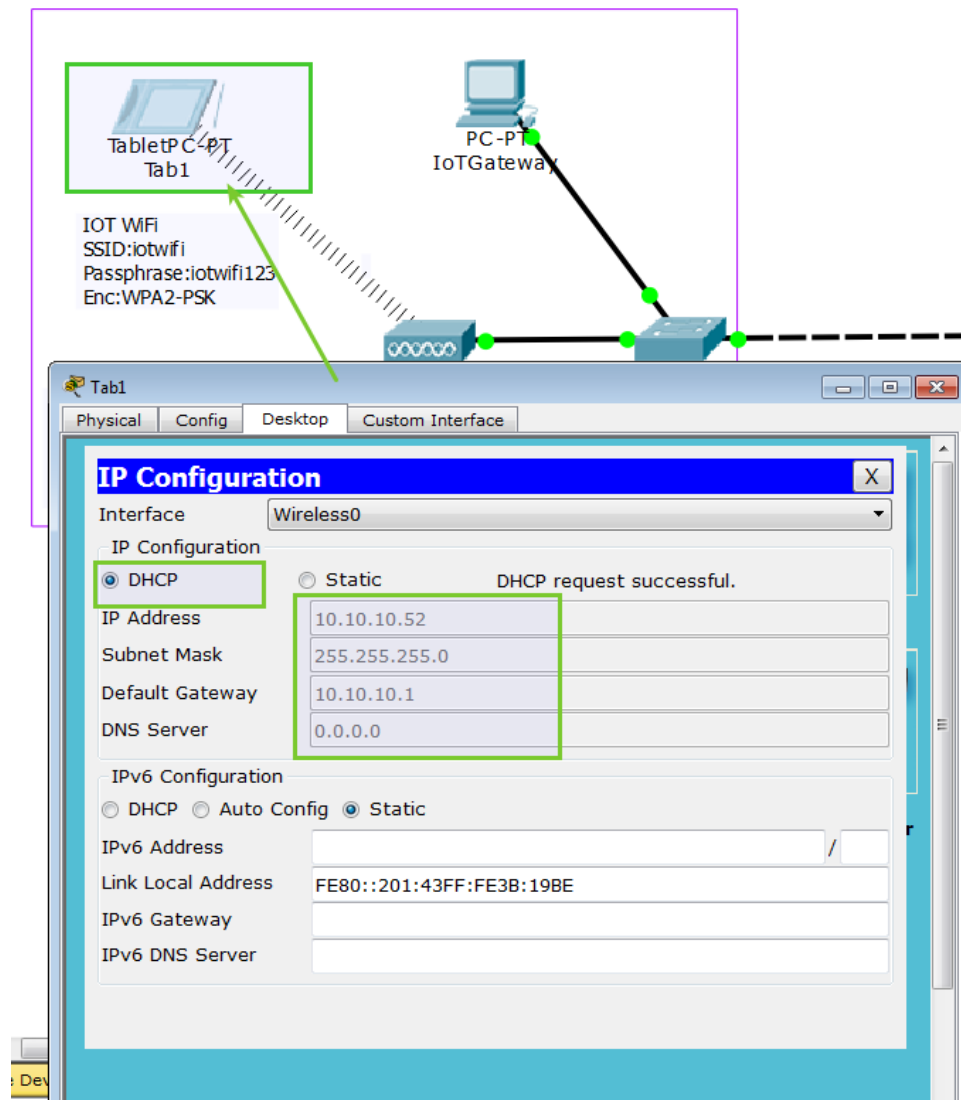 TabletPC-PT
Tab1
PC-PT
IoTGateway
IOT WiFi
SSID:iotwifi
Passphrase:iotwifi123
Enc:WPA2-PSK
Tab1
Physical Config Desktop Custom Interface
IP Configuration X
Interface Wireless0
IP Configuration
DHCP Static DHCP request successful.
IP Address 10.10.10.52
Subnet Mask 255.255.255.0
Default Gateway 10.10.10.1
DNS Server 0.0.0.0
IPv6 Configuration
DHCP Auto Config Static
IPv6 Address /
Link Local Address FE80::201:43FF:FE3B:19BE
IPv6 Gateway
IPv6 DNS Server
r
e Dev